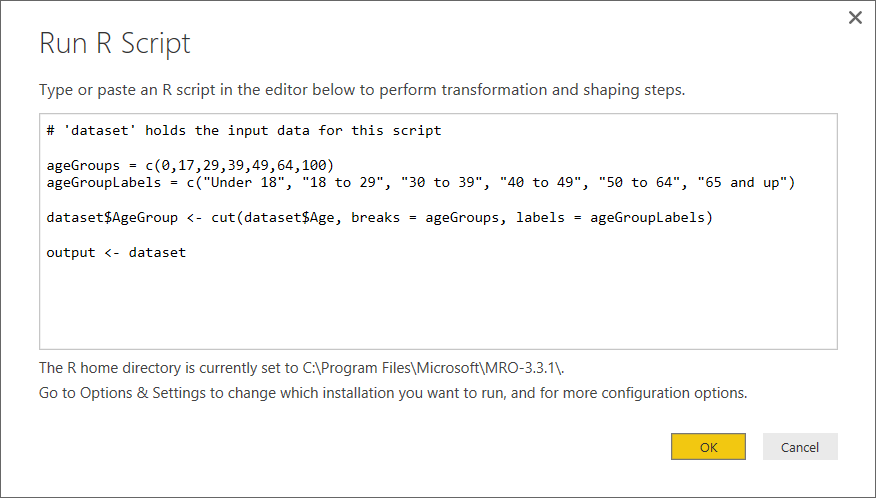 Run R Script
Type or paste an R script in the editor below to perform transformation and shaping steps.
# 'dataset' holds the input data for this script
ageGroups = c(0,17,29,39,49,64,100)
ageGroupLabels = c("Under 18", "18 to 29", "30 to 39", "40 to 49", "50 to 64", "65 and up")
dataset$AgeGroup <- cut(dataset$Age, breaks = ageGroups, labels = ageGroupLabels)
output <- dataset
The R home directory is currently set to C:\Program Files\Microsoft\MRO-3.3.1\.
Go to Options & Settings to change which installation you want to run, and for more configuration options.
OK
Cancel